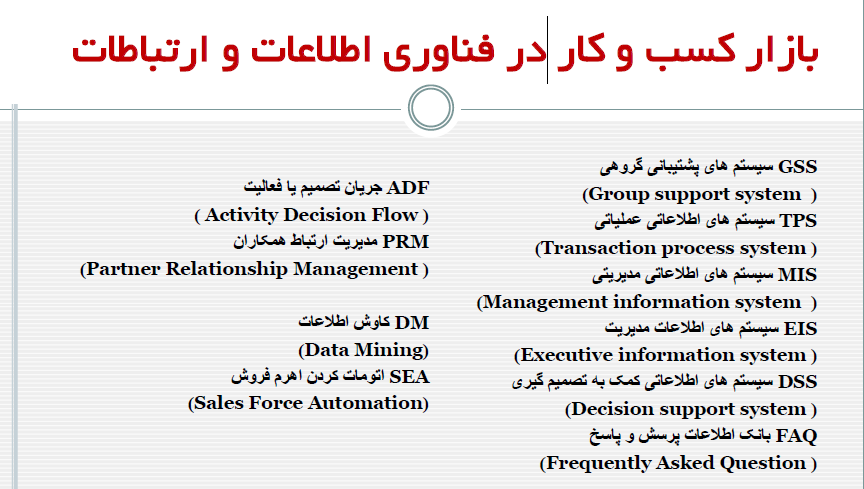 بازار کسب و کار در فناوری اطلاعات و ارتباطات
GSS سیستم های پشتیبانی گروهی
(Group support system )
TPS سیستم های اطلاعاتی عملیاتی
(Transaction process system )
MIS سیستم های اطلاعاتی مدیریتی
(Management information system )
EIS سیستم های اطلاعات مدیریت
(Executive information system )
DSS سیستم های اطلاعاتی کمک به تصمیم گیری
(Decision support system )
FAQ بانک اطلاعات پرسش و پاسخ
(Frequently Asked Question )
ADF جریان تصمیم یا فعالیت
( Activity Decision Flow )
PRM مدیریت ارتباط همکاران
(Partner Relationship Management )
DM کاوش اطلاعات
(Data Mining)
SEA اتومات کردن اهرم فروش
(Sales Force Automation)